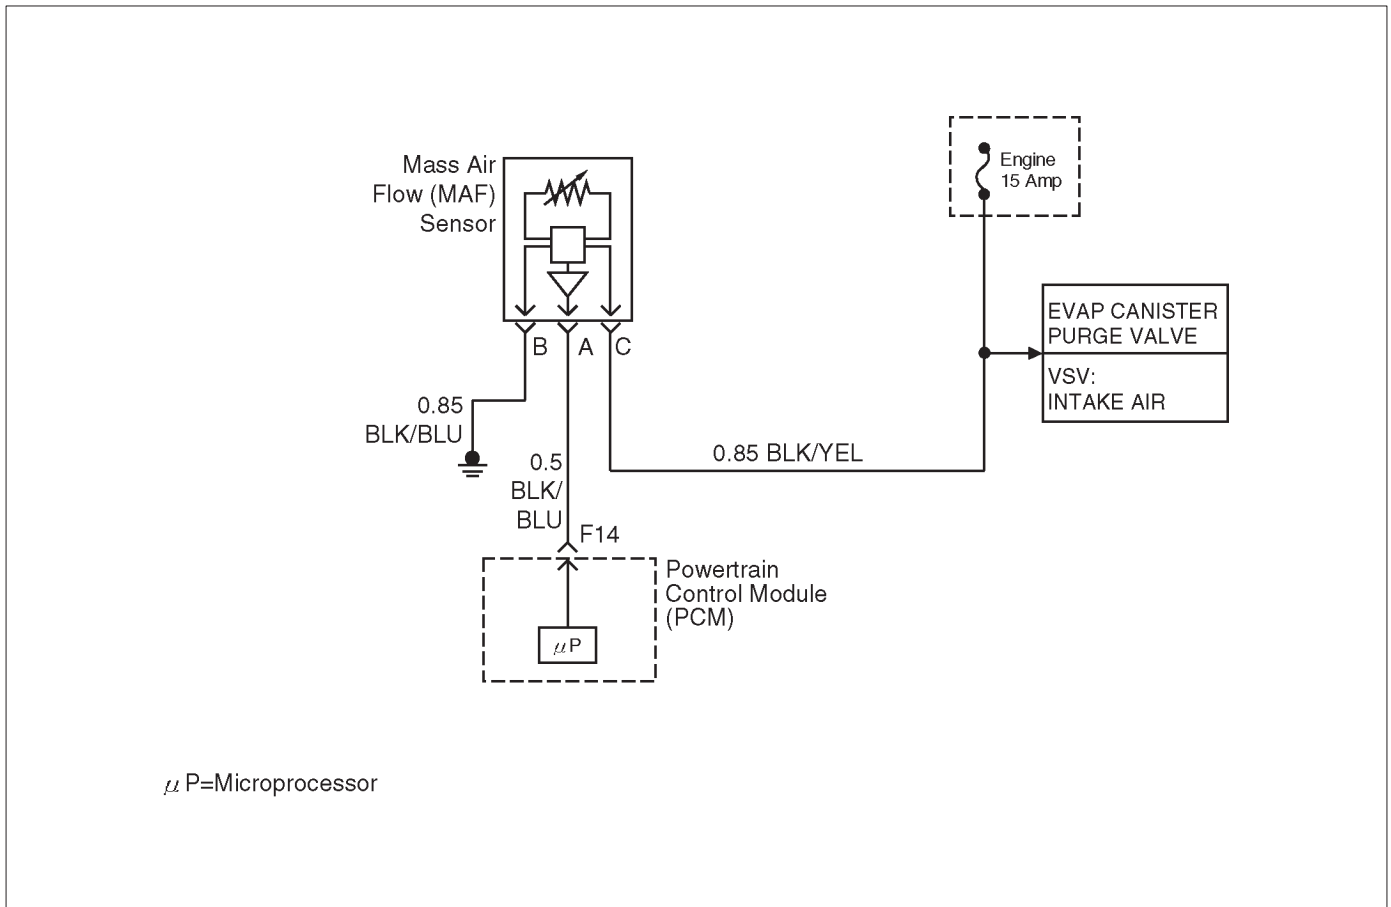 Mass Air
Flow (MAF)
Sensor
Engine
15 Amp
EVAP CANISTER
PURGE VALVE
VSV:
INTAKE AIR
B
A
C
0.85
BLK/BLU
0.5
BLK/
BLU
0.85 BLK/YEL
F14
Powertrain
Control Module
(PCM)
μP
μP=Microprocessor